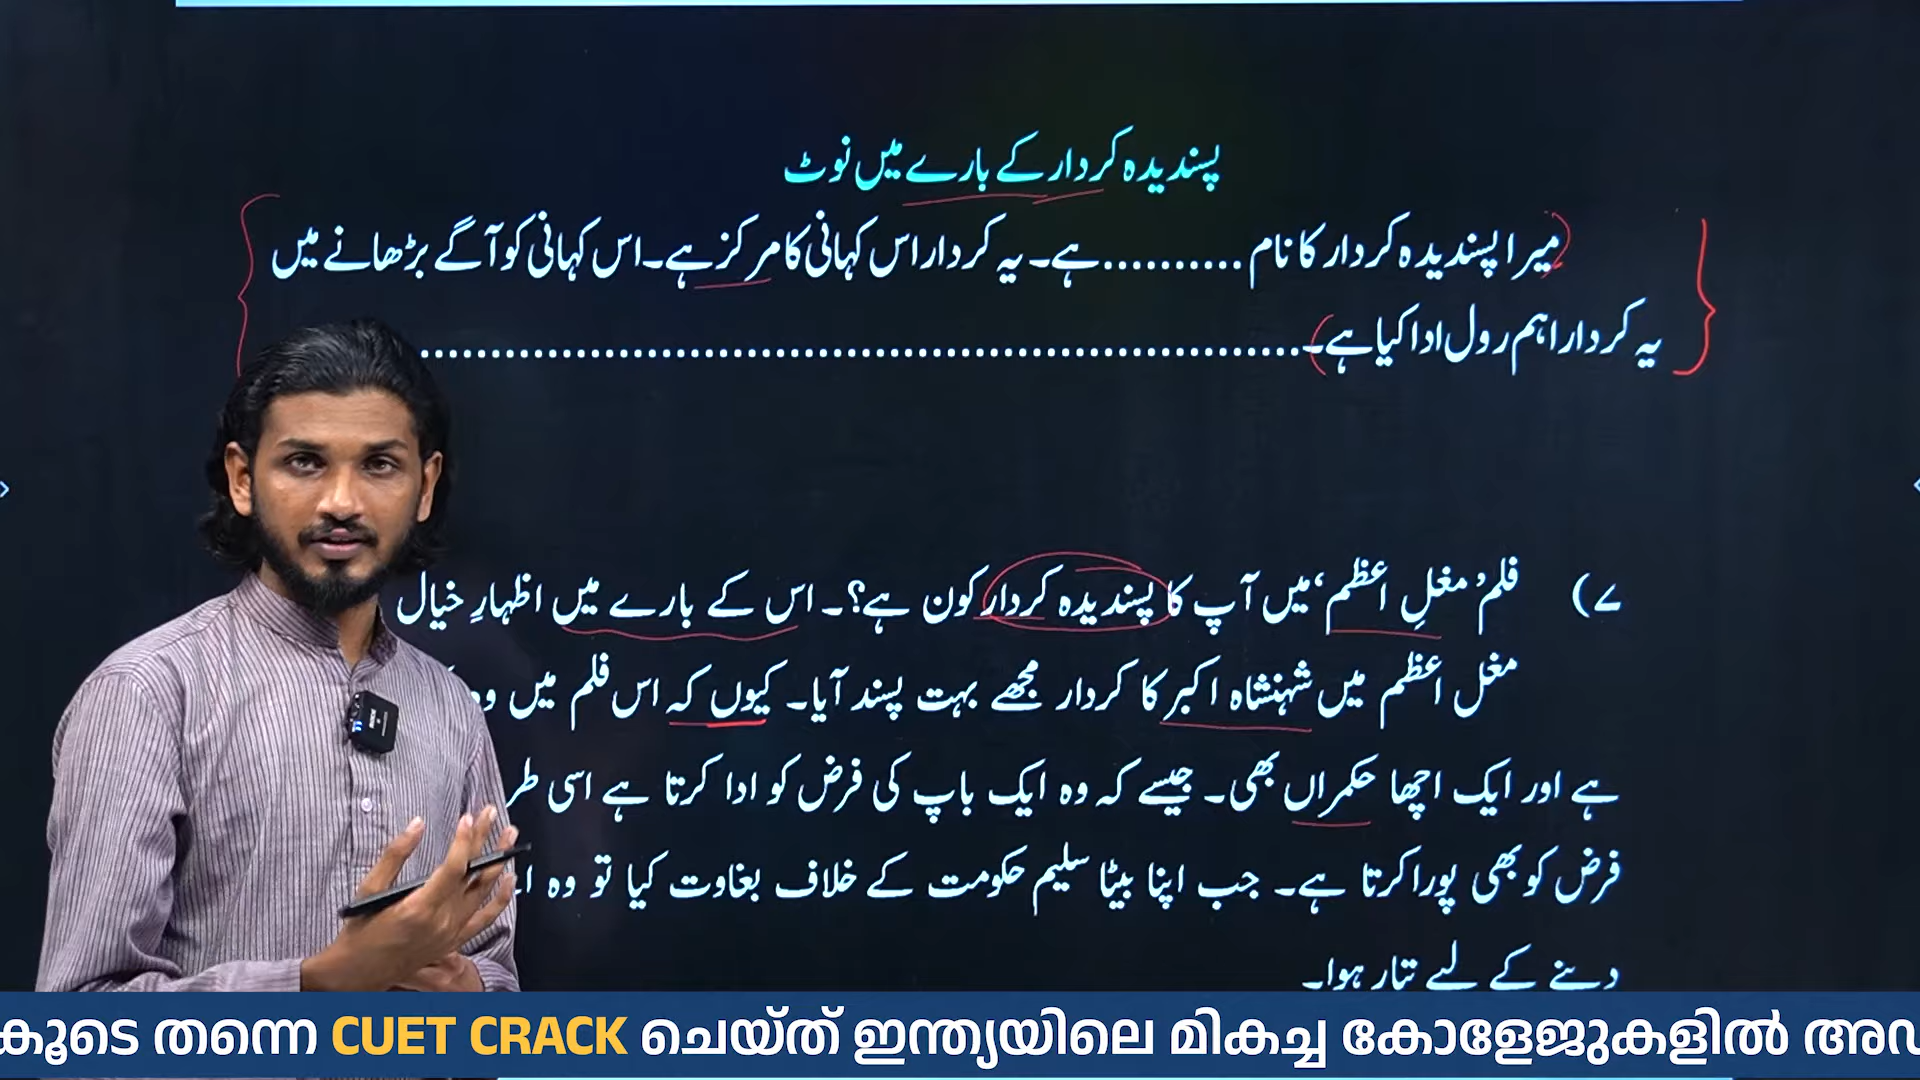 پسندیدہ کردار کے بارے میں نوٹ
میرا پسندیدہ کردار کا نام .......... ہے۔ یہ کردار اس کہانی کا مرکز ہے۔ اس کہانی کو آگے بڑھانے میں
یہ کردار اہم رول ادا کیا ہے۔................................................................
۷) فلم ’مغلِ اعظم‘ میں آپ کا پسندیدہ کردار کون ہے؟۔ اس کے بارے میں اظہارِ خیال
مغل اعظم میں شہنشاہ اکبر کا کردار مجھے بہت پسند آیا۔ کیوں کہ اس فلم میں وہ
ہے اور ایک اچھا حکمراں بھی۔ جیسے کہ وہ ایک باپ کی فرض کو ادا کرتا ہے اسی
فرض کو بھی پورا کرتا ہے۔ جب اپنا بیٹا سلیم حکومت کے خلاف بغاوت کیا تو وہ
دینے کے لیے تیار ہوا۔
കൂടെ തന്നെ CUET CRACK ചെയ്ത് ഇന്ത്യയിലെ മികച്ച കോളേജുകളിൽ അഡ